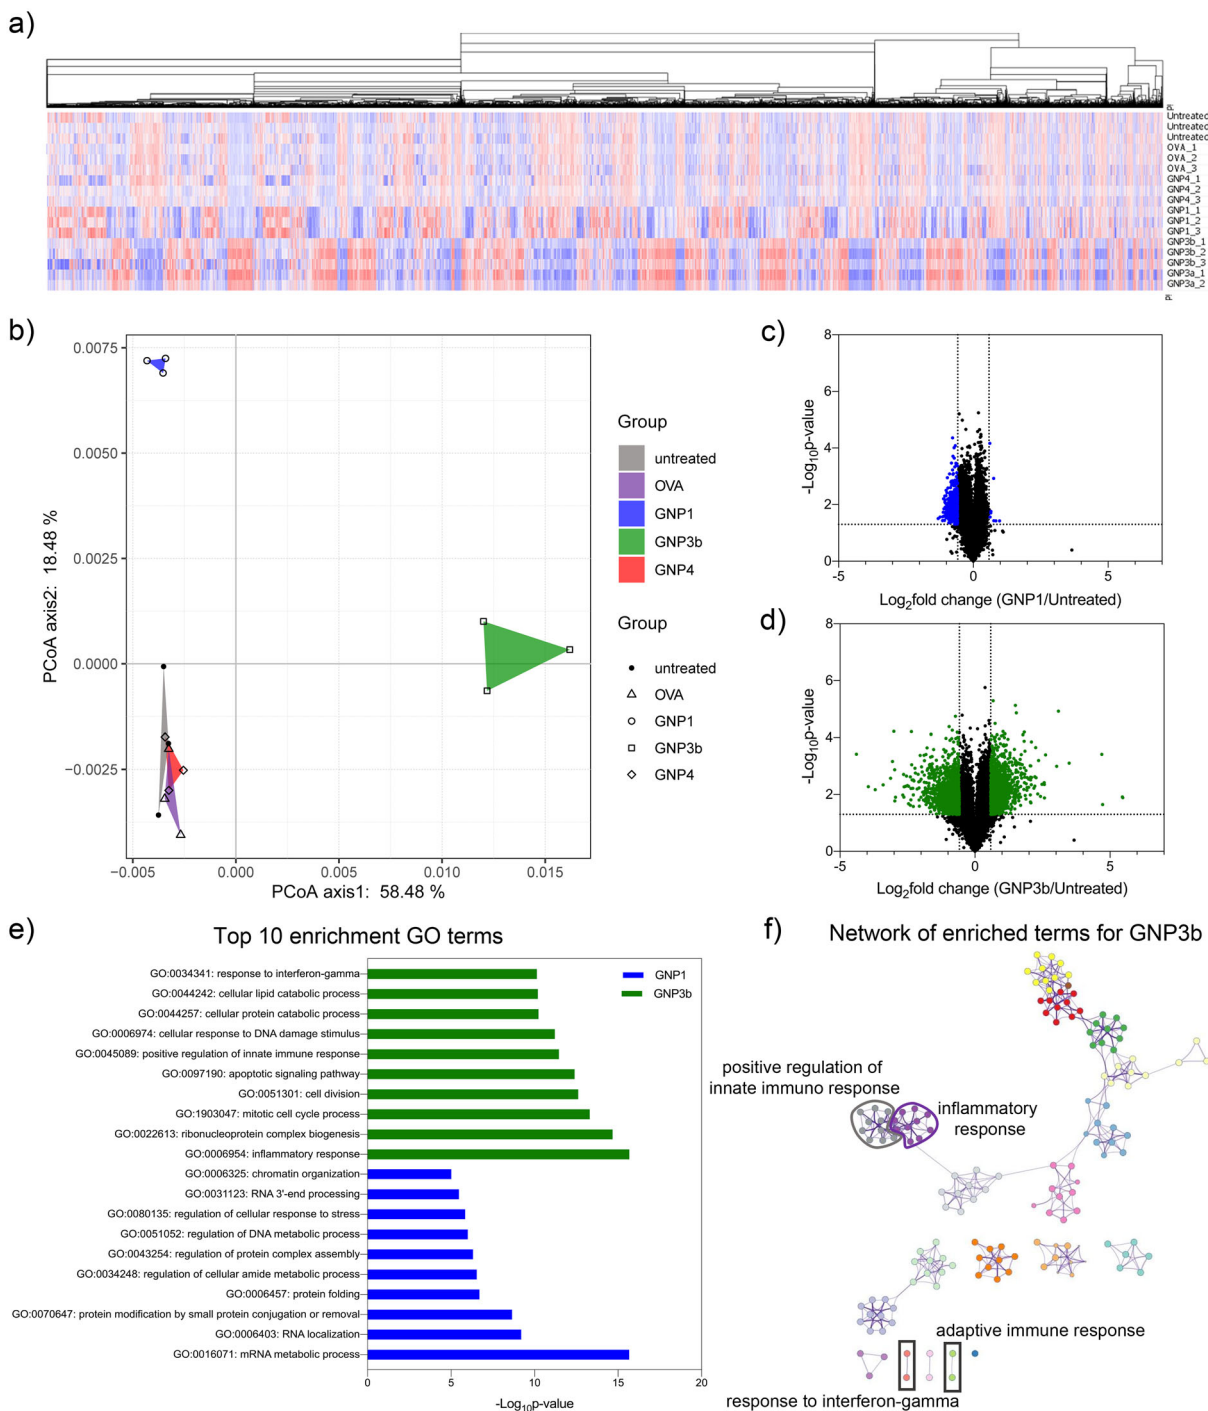 a)
Untreated
Untreated
Untreated
OVA_1
OVA_2
OVA_3
GNP4_1
GNP4_2
GNP4_3
GNP1_1
GNP1_2
GNP1_3
GNP3b_1
GNP3b_2
GNP3b_3
GNP3a_1
GNP3a_2
b)
0.0075
0.0050
0.0025
0.0000
−0.0025
PCoA axis2: 18.48 %
−0.005
0.000
0.005
0.010
0.015
PCoA axis1: 58.48 %
Group
untreated
OVA
GNP1
GNP3b
GNP4
Group
untreated
OVA
GNP1
GNP3b
GNP4
c)
8
6
4
2
0
-Log10p-value
-5
0
5
Log2fold change (GNP1/Untreated)
d)
8
6
4
2
0
-Log10p-value
-5
0
5
Log2fold change (GNP3b/Untreated)
e)
Top 10 enrichment GO terms
GO:0034341: response to interferon-gamma
GO:0044242: cellular lipid catabolic process
GO:0044257: cellular protein catabolic process
GO:0006974: cellular response to DNA damage stimulus
GO:0045089: positive regulation of innate immune response
GO:0097190: apoptotic signaling pathway
GO:0051301: cell division
GO:1903047: mitotic cell cycle process
GO:0022613: ribonucleoprotein complex biogenesis
GO:0006954: inflammatory response
GO:0006325: chromatin organization
GO:0031123: RNA 3'-end processing
GO:0080135: regulation of cellular response to stress
GO:0051052: regulation of DNA metabolic process
GO:0043254: regulation of protein complex assembly
GO:0034248: regulation of cellular amide metabolic process
GO:0006457: protein folding
GO:0070647: protein modification by small protein conjugation or removal
GO:0006403: RNA localization
GO:0016071: mRNA metabolic process
GNP1
GNP3b
0
5
10
15
20
-Log10p-value
f)
Network of enriched terms for GNP3b
positive regulation of
innate immuno response
inflammatory
response
adaptive immune response
response to interferon-gamma